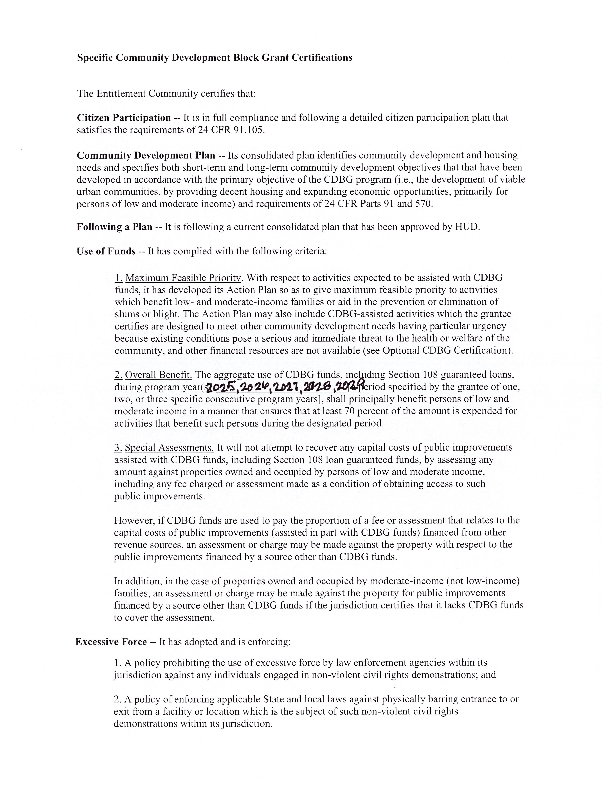 Specific Community Development Block Grant Certifications
The Entitlement Community certifies that:
Citizen Participation -- It is in full compliance and following a detailed citizen participation plan that
satisfies the requirements of 24 CFR 91.105.
Community Development Plan -- Its consolidated plan identifies community development and housing
needs and specifies both short-term and long-term community development objectives that that have been
developed in accordance with the primary objective of the CDBG program (i.e., the development of viable
urban communities, by providing decent housing and expanding economic opportunities, primarily for
persons of low and moderate income) and requirements of 24 CFR Parts 91 and 570.
Following a Plan -- It is following a current consolidated plan that has been approved by HUD.
Use of Funds -- It has complied with the following criteria:
1. Maximum Feasible Priority. With respect to activities expected to be assisted with CDBG
funds, it has developed its Action Plan so as to give maximum feasible priority to activities
which benefit low- and moderate-income families or aid in the prevention or elimination of
slums or blight. The Action Plan may also include CDBG-assisted activities which the grantee
certifies are designed to meet other community development needs having particular urgency
because existing conditions pose a serious and immediate threat to the health or welfare of the
community, and other financial resources are not available (see Optional CDBG Certification).
2. Overall Benefit. The aggregate use of CDBG funds, including Section 108 guaranteed loans,
during program year 2025, 2026, 2027, 2028, 2029 period specified by the grantee of one,
two, or three specific consecutive program years], shall principally benefit persons of low and
moderate income in a manner that ensures that at least 70 percent of the amount is expended for
activities that benefit such persons during the designated period.
3. Special Assessments. It will not attempt to recover any capital costs of public improvements
assisted with CDBG funds, including Section 108 loan guaranteed funds, by assessing any
amount against properties owned and occupied by persons of low and moderate income,
including any fee charged or assessment made as a condition of obtaining access to such
public improvements.
However, if CDBG funds are used to pay the proportion of a fee or assessment that relates to the
capital costs of public improvements (assisted in part with CDBG funds) financed from other
revenue sources, an assessment or charge may be made against the property with respect to the
public improvements financed by a source other than CDBG funds.
In addition, in the case of properties owned and occupied by moderate-income (not low-income)
families, an assessment or charge may be made against the property for public improvements
financed by a source other than CDBG funds if the jurisdiction certifies that it lacks CDBG funds
to cover the assessment.
Excessive Force -- It has adopted and is enforcing:
1. A policy prohibiting the use of excessive force by law enforcement agencies within its
jurisdiction against any individuals engaged in non-violent civil rights demonstrations; and
2. A policy of enforcing applicable State and local laws against physically barring entrance to or
exit from a facility or location which is the subject of such non-violent civil rights
demonstrations within its jurisdiction.